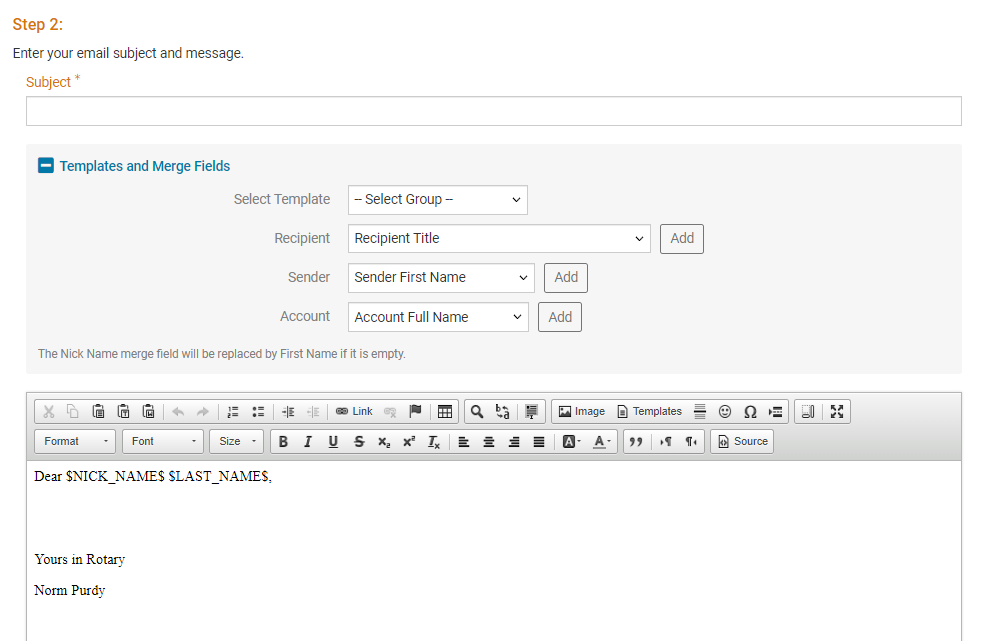 Step 2:
Enter your email subject and message.
Subject *
Templates and Merge Fields
Select Template -- Select Group --
Recipient Recipient Title Add
Sender Sender First Name Add
Account Account Full Name Add
The Nick Name merge field will be replaced by First Name if it is empty.
Link Image Templates
Format Font Size B I U S x₂ x² Tx A A Source
Dear $NICK_NAME$ $LAST_NAME$,
Yours in Rotary
Norm Purdy